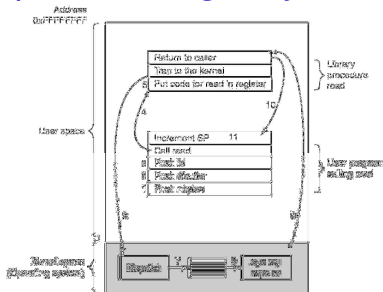 Address
0xFFFFFFFF
Return to caller
Trap to the kernel
5 Put code for read in register
Library
procedure
read
4
10
User space
Increment SP 11
Call read
3 Push fd
2 Push &buffer
1 Push nbytes
User program
calling read
6
9
Kernel space
(Operating system)
Dispatch
7
8